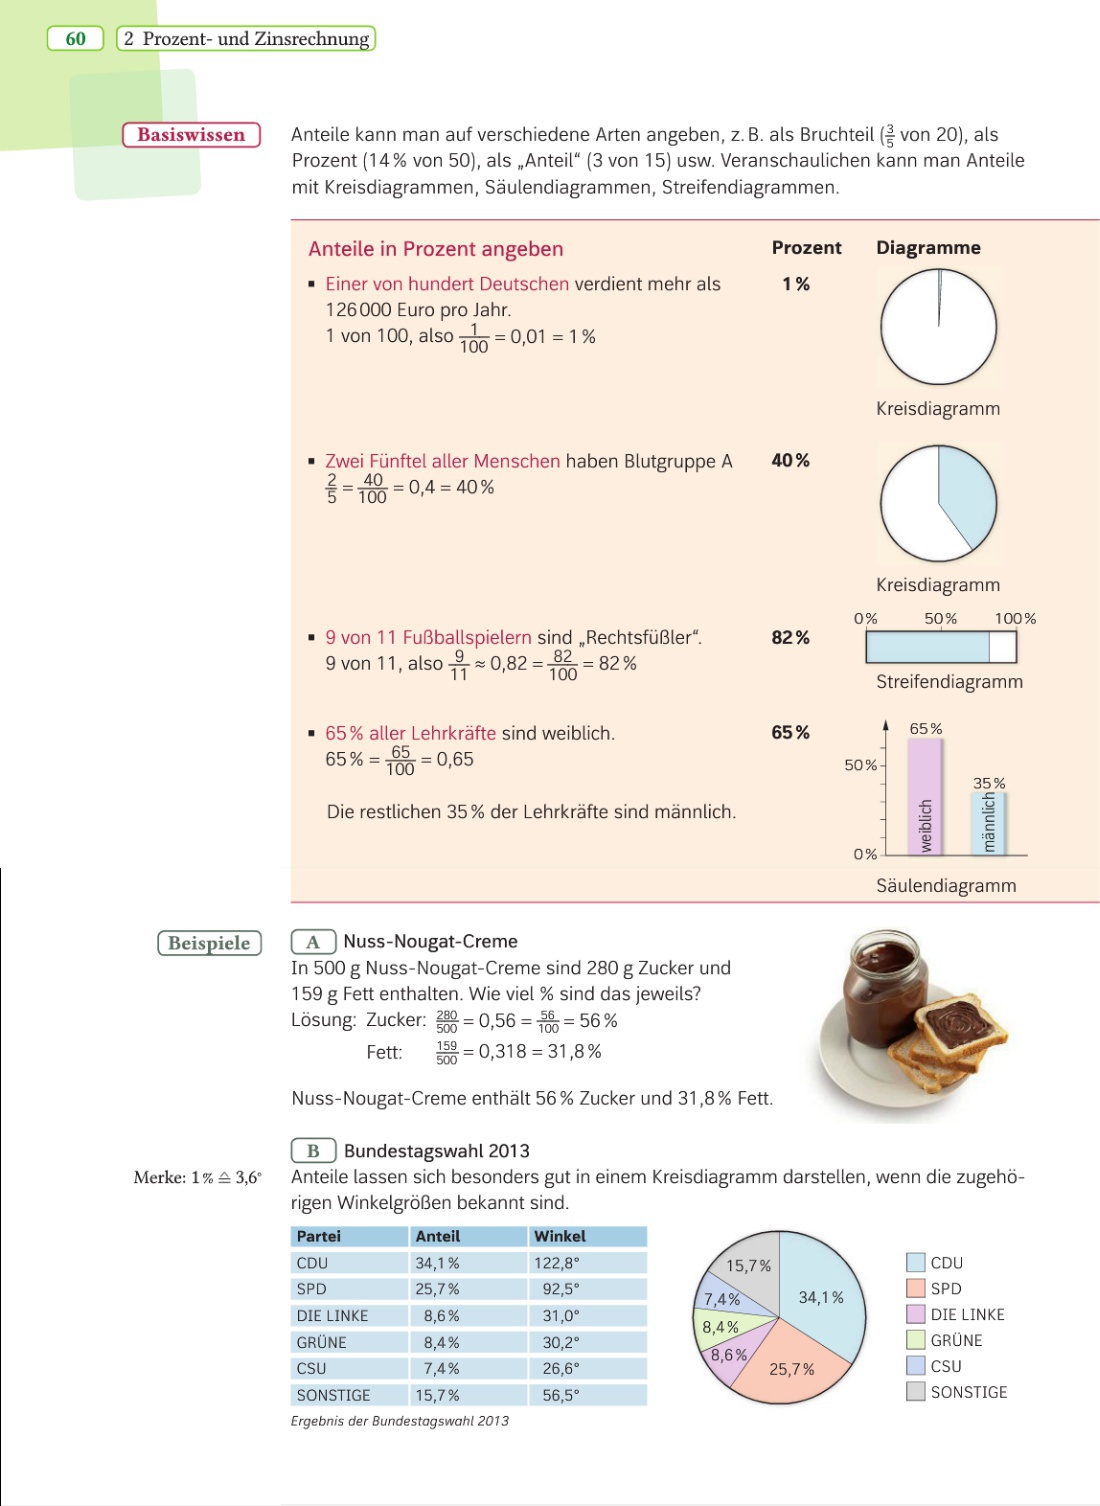 60
2 Prozent- und Zinsrechnung
Basiswissen
Anteile kann man auf verschiedene Arten angeben, z. B. als Bruchteil (3/5 von 20), als
Prozent (14 % von 50), als „Anteil“ (3 von 15) usw. Veranschaulichen kann man Anteile
mit Kreisdiagrammen, Säulendiagrammen, Streifendiagrammen.
Anteile in Prozent angeben Prozent Diagramme
▪ Einer von hundert Deutschen verdient mehr als 1 %
126 000 Euro pro Jahr.
1 von 100, also 1/100 = 0,01 = 1 %
Kreisdiagramm
▪ Zwei Fünftel aller Menschen haben Blutgruppe A 40 %
2/5 = 40/100 = 0,4 = 40 %
Kreisdiagramm
0 % 50 % 100 %
▪ 9 von 11 Fußballspielern sind „Rechtsfüßler“. 82 %
9 von 11, also 9/11 ≈ 0,82 = 82/100 = 82 %
Streifendiagramm
▪ 65 % aller Lehrkräfte sind weiblich. 65 %
65 % = 65/100 = 0,65
Die restlichen 35 % der Lehrkräfte sind männlich.
65 %
50 %
35 %
weiblich
männlich
0 %
Säulendiagramm
Beispiele
A Nuss-Nougat-Creme
In 500 g Nuss-Nougat-Creme sind 280 g Zucker und
159 g Fett enthalten. Wie viel % sind das jeweils?
Lösung: Zucker: 280/500 = 0,56 = 56/100 = 56 %
Fett: 159/500 = 0,318 = 31,8 %
Nuss-Nougat-Creme enthält 56 % Zucker und 31,8 % Fett.
B Bundestagswahl 2013
Merke: 1 % ≙ 3,6°
Anteile lassen sich besonders gut in einem Kreisdiagramm darstellen, wenn die zugehö-
rigen Winkelgrößen bekannt sind.
Partei Anteil Winkel
CDU 34,1 % 122,8°
SPD 25,7 % 92,5°
DIE LINKE 8,6 % 31,0°
GRÜNE 8,4 % 30,2°
CSU 7,4 % 26,6°
SONSTIGE 15,7 % 56,5°
Ergebnis der Bundestagswahl 2013
15,7 %
34,1 %
7,4 %
8,4 %
8,6 %
25,7 %
CDU
SPD
DIE LINKE
GRÜNE
CSU
SONSTIGE